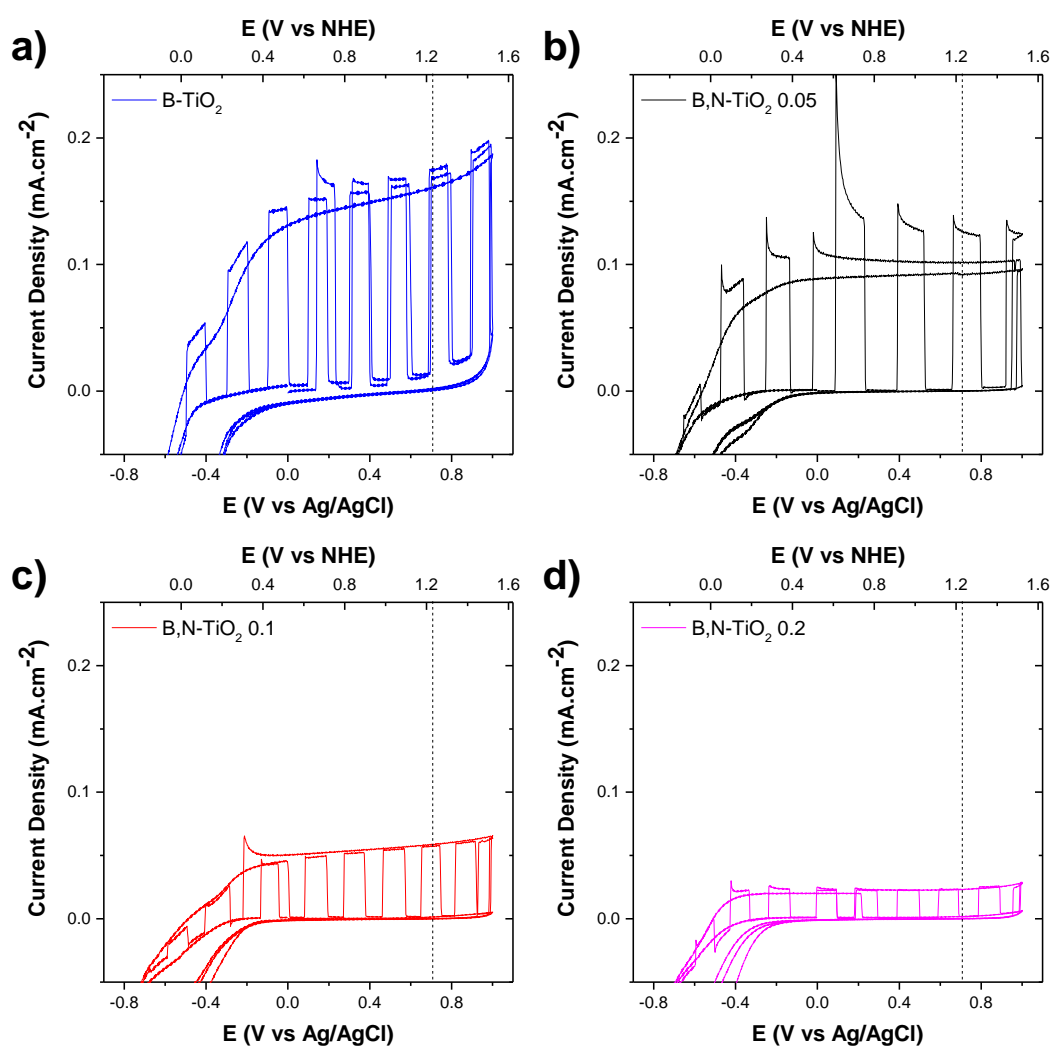 a)
E (V vs NHE)
0.0 0.4 0.8 1.2 1.6
B-TiO2
Current Density (mA.cm-2)
0.2
0.1
0.0
-0.8 -0.4 0.0 0.4 0.8
E (V vs Ag/AgCl)
b)
E (V vs NHE)
0.0 0.4 0.8 1.2 1.6
B,N-TiO2 0.05
Current Density (mA.cm-2)
0.2
0.1
0.0
-0.8 -0.4 0.0 0.4 0.8
E (V vs Ag/AgCl)
c)
E (V vs NHE)
0.0 0.4 0.8 1.2 1.6
B,N-TiO2 0.1
Current Density (mA.cm-2)
0.2
0.1
0.0
-0.8 -0.4 0.0 0.4 0.8
E (V vs Ag/AgCl)
d)
E (V vs NHE)
0.0 0.4 0.8 1.2 1.6
B,N-TiO2 0.2
Current Density (mA.cm-2)
0.2
0.1
0.0
-0.8 -0.4 0.0 0.4 0.8
E (V vs Ag/AgCl)